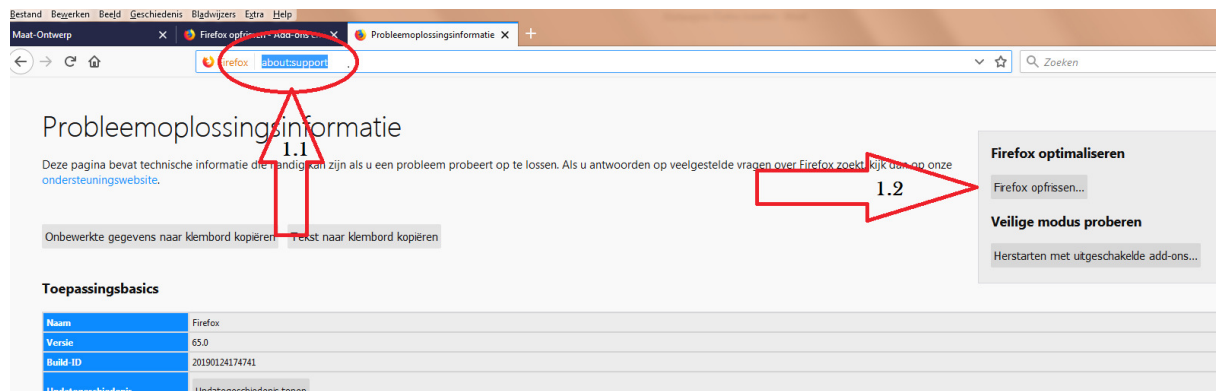 Bestand Bewerken Beeld Geschiedenis Bladwijzers Extra Help
Maat-Ontwerp
Firefox opfrissen - Add-ons en
Probleemoplossingsinformatie
Firefox about:support
Zoeken
Probleemoplossingsinformatie
1.1
Deze pagina bevat technische informatie die handig kan zijn als u een probleem probeert op te lossen. Als u antwoorden op veelgestelde vragen over Firefox zoekt, kijk dan op onze
ondersteuningswebsite.
Firefox optimaliseren
1.2
Firefox opfrissen...
Veilige modus proberen
Herstarten met uitgeschakelde add-ons...
Onbewerkte gegevens naar klembord kopiëren Tekst naar klembord kopiëren
Toepassingsbasics
Naam Firefox
Versie 65.0
Build-ID 20190124174741
Updategeschiedenis Updategeschiedenis tonen